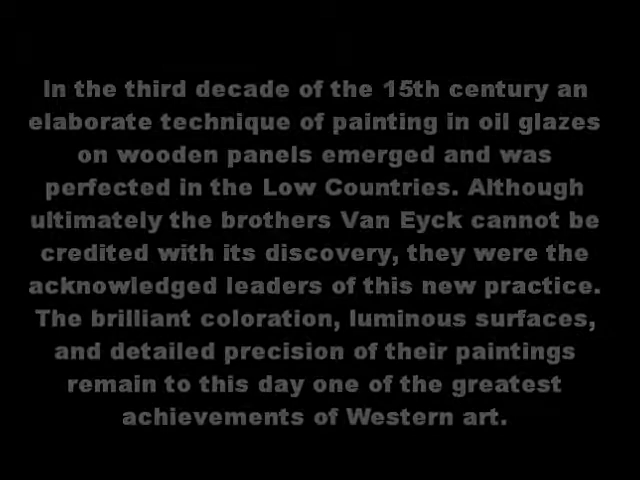 In the third decade of the 15th century an
elaborate technique of painting in oil glazes
on wooden panels emerged and was
perfected in the Low Countries. Although
ultimately the brothers Van Eyck cannot be
credited with its discovery, they were the
acknowledged leaders of this new practice.
The brilliant coloration, luminous surfaces,
and detailed precision of their paintings
remain to this day one of the greatest
achievements of Western art.